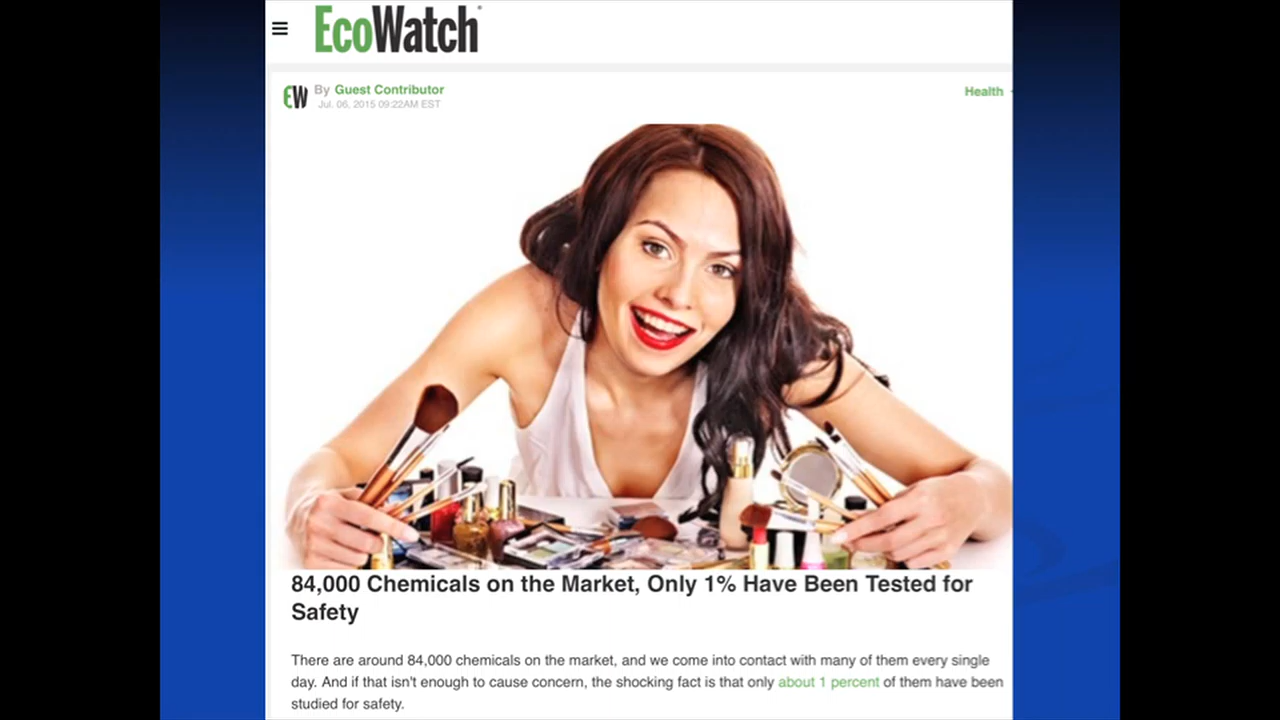 EcoWatch
EW
By Guest Contributor
Jul. 06, 2015 09:22AM EST
Health
84,000 Chemicals on the Market, Only 1% Have Been Tested for
Safety
There are around 84,000 chemicals on the market, and we come into contact with many of them every single
day. And if that isn't enough to cause concern, the shocking fact is that only about 1 percent of them have been
studied for safety.